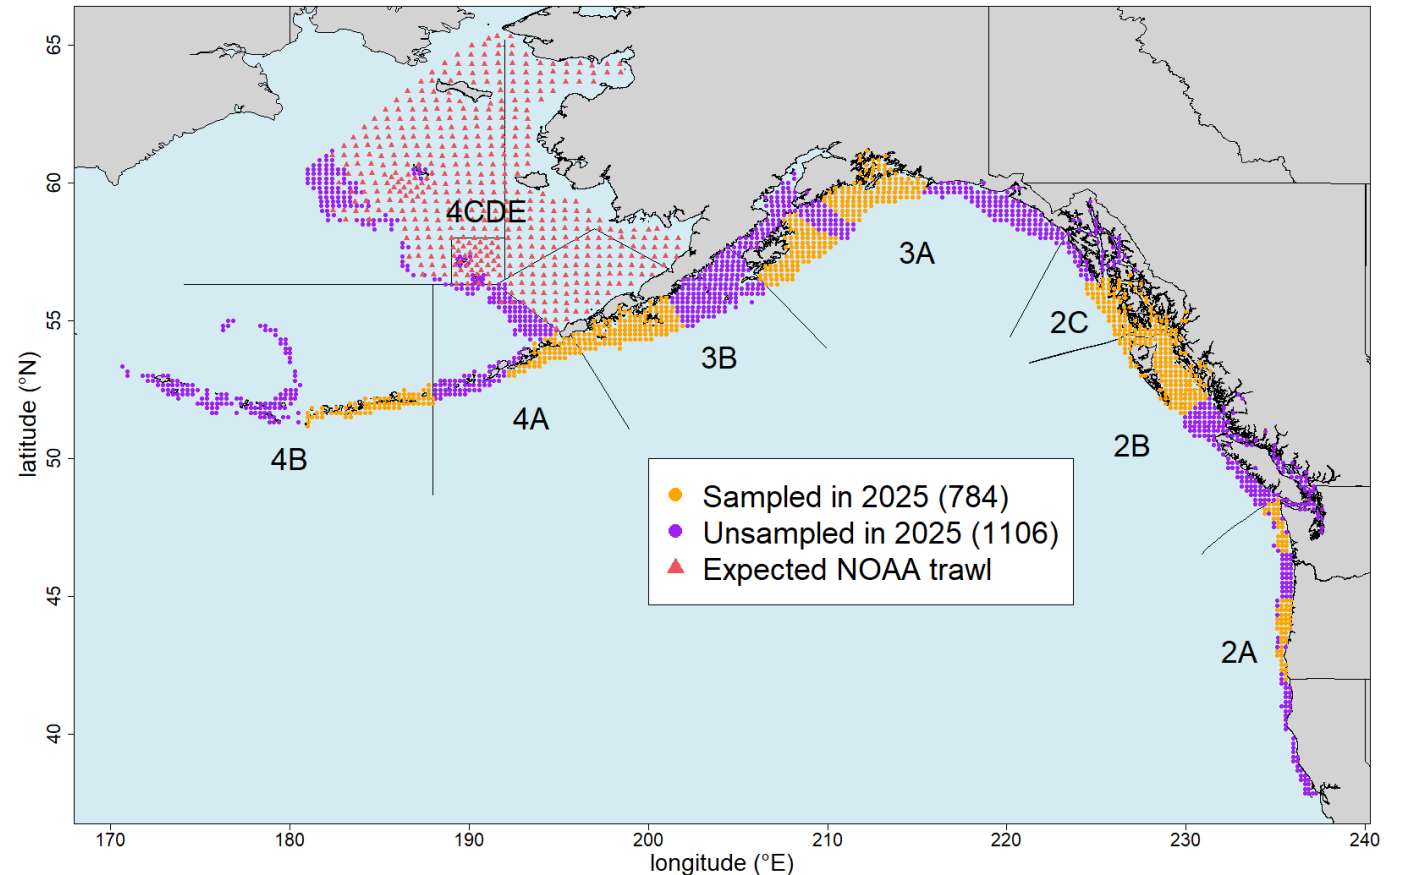 65
60
55
50
45
40
latitude (°N)
4CDE
3A
2C
3B
4A
2B
4B
2A
Sampled in 2025 (784)
Unsampled in 2025 (1106)
Expected NOAA trawl
170
180
190
200
210
220
230
240
longitude (°E)